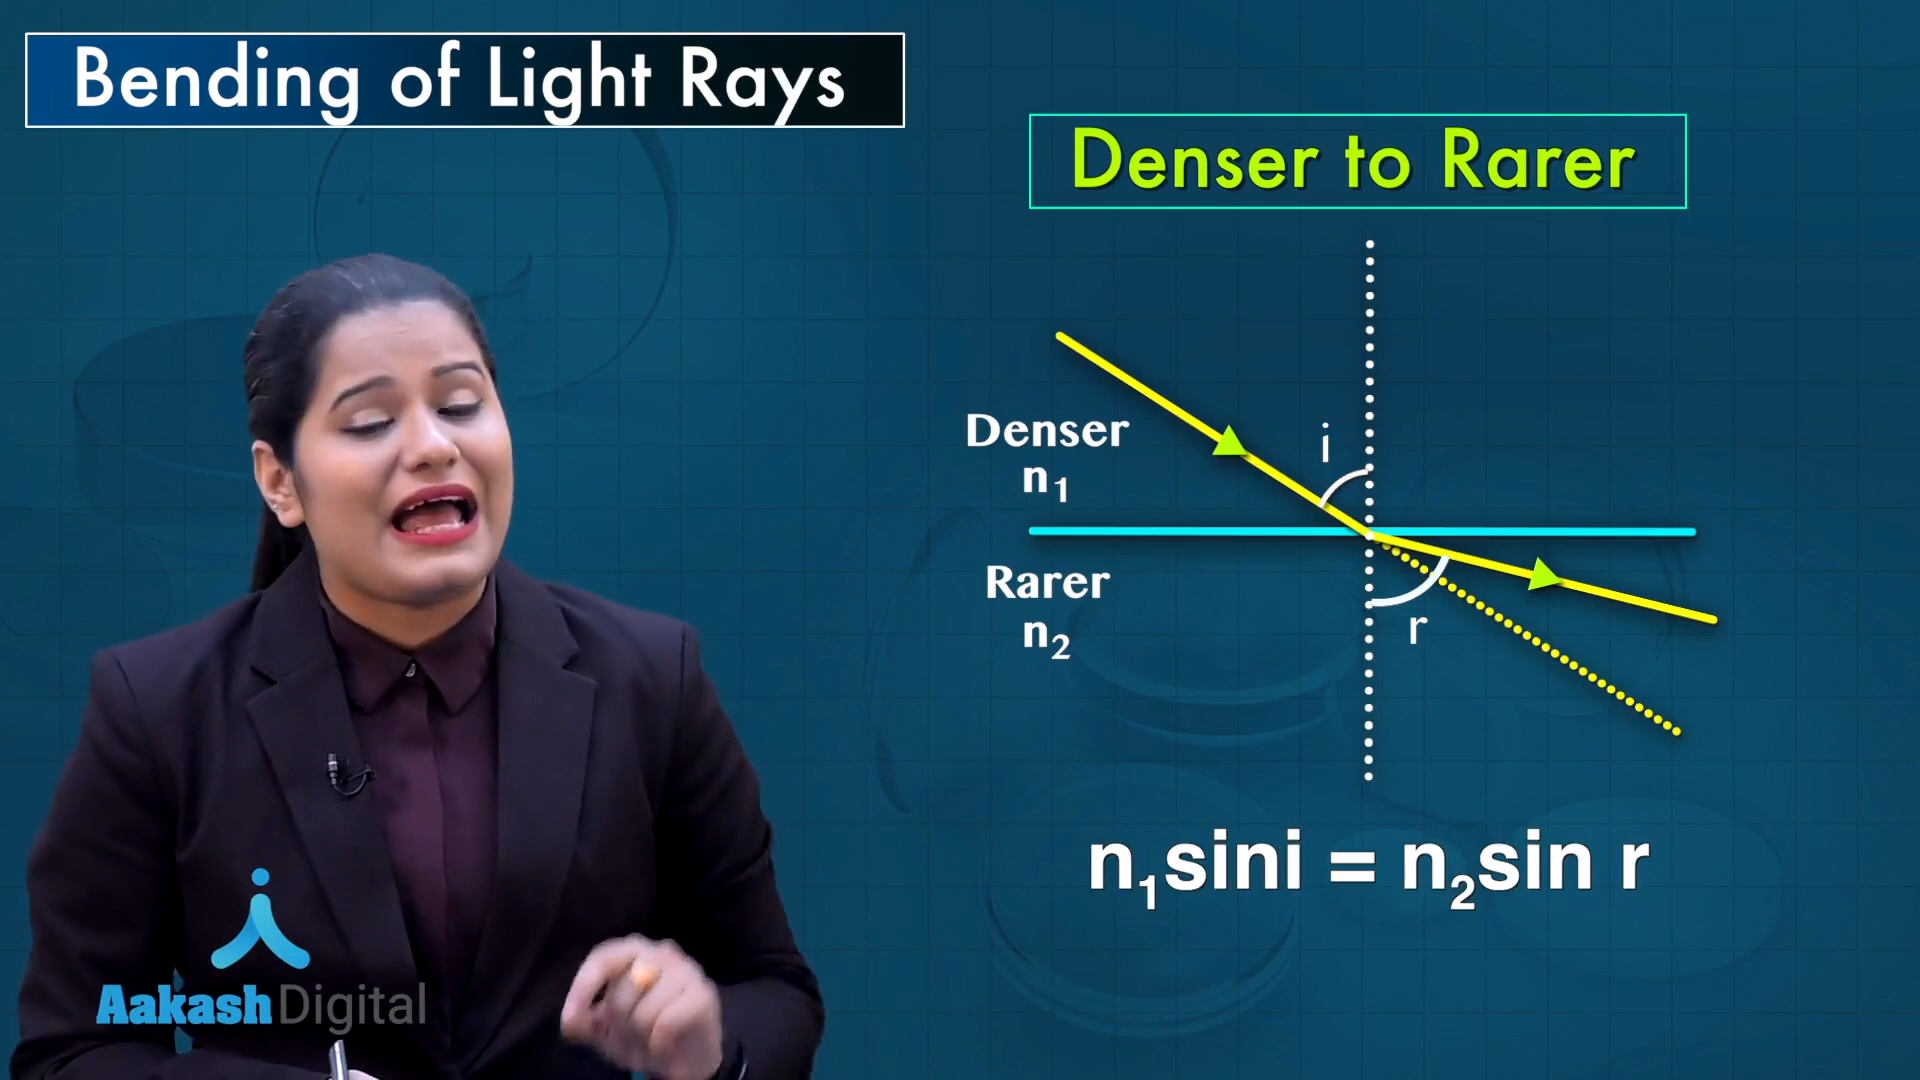 Bending of Light Rays
Denser to Rarer
i
Denser
n₁
Rarer
n₂
r
n₁sini = n₂sin r
Aakash Digital